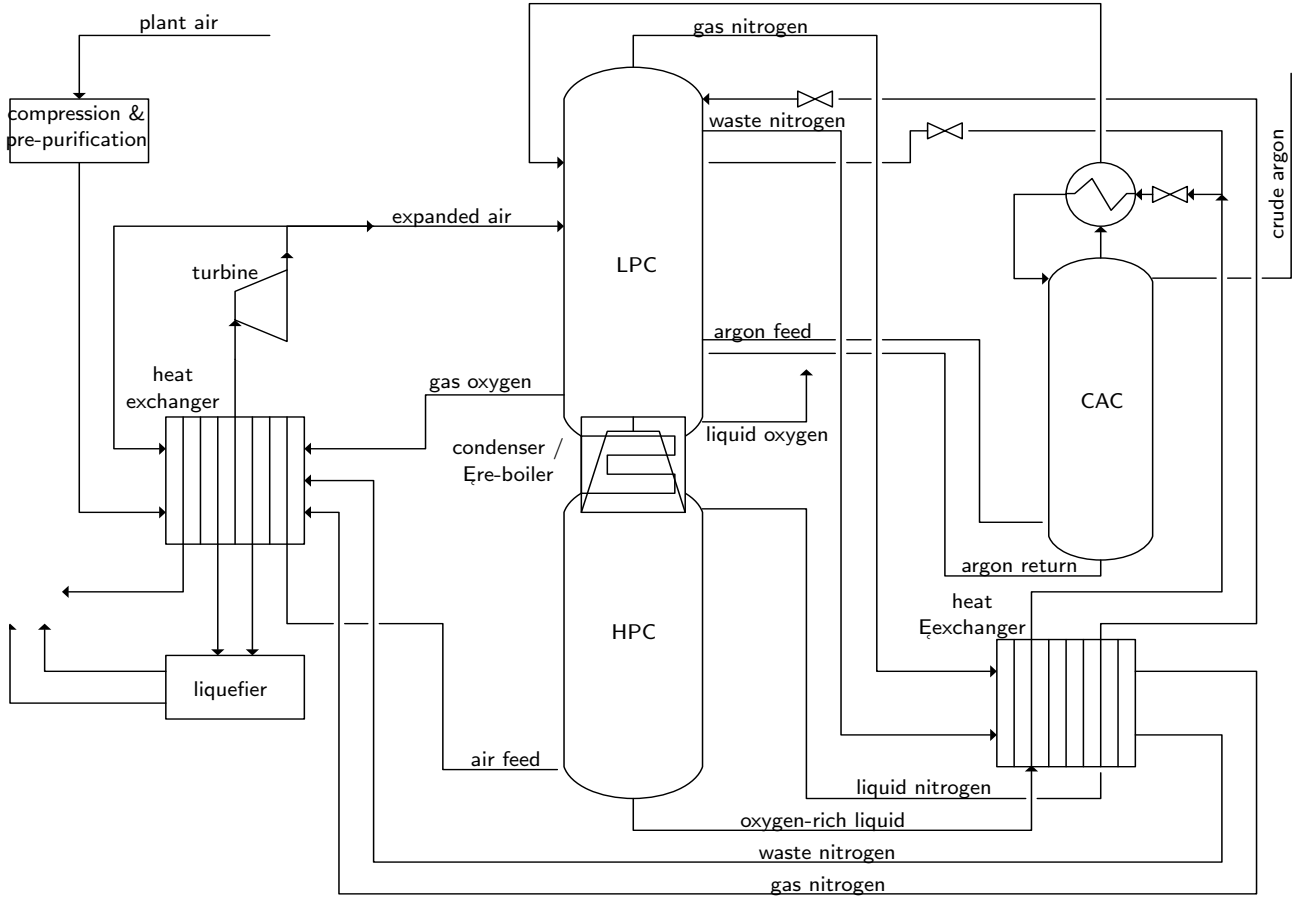 plant air
gas nitrogen
compression &
pre-purification
waste nitrogen
crude argon
expanded air
LPC
turbine
argon feed
heat
exchanger
gas oxygen
CAC
liquid oxygen
condenser /
Ęre-boiler
argon return
heat
Ęexchanger
HPC
liquefier
air feed
liquid nitrogen
oxygen-rich liquid
waste nitrogen
gas nitrogen